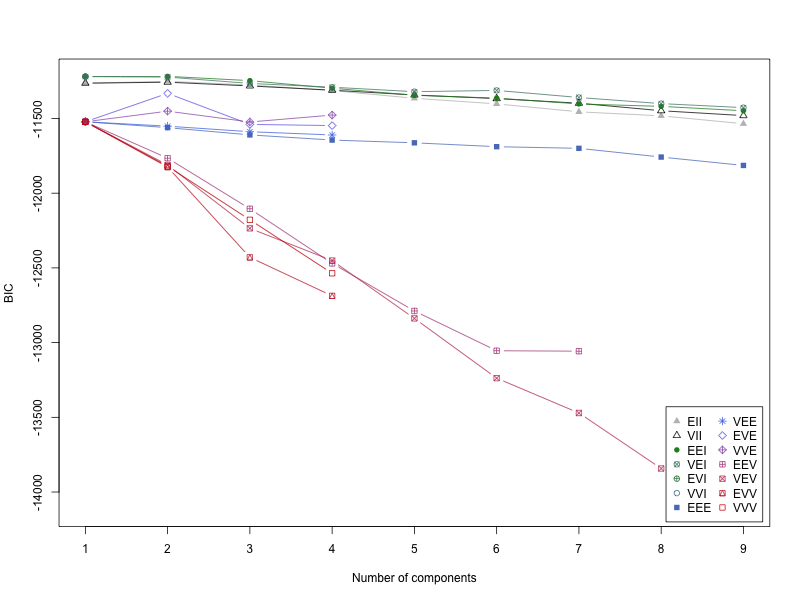 BIC
-11500
-12000
-12500
-13000
-13500
-14000
EII
VII
EEI
VEI
EVI
VVI
EEE
VEE
EVE
VVE
EEV
VEV
EVV
VVV
1 2 3 4 5 6 7 8 9
Number of components